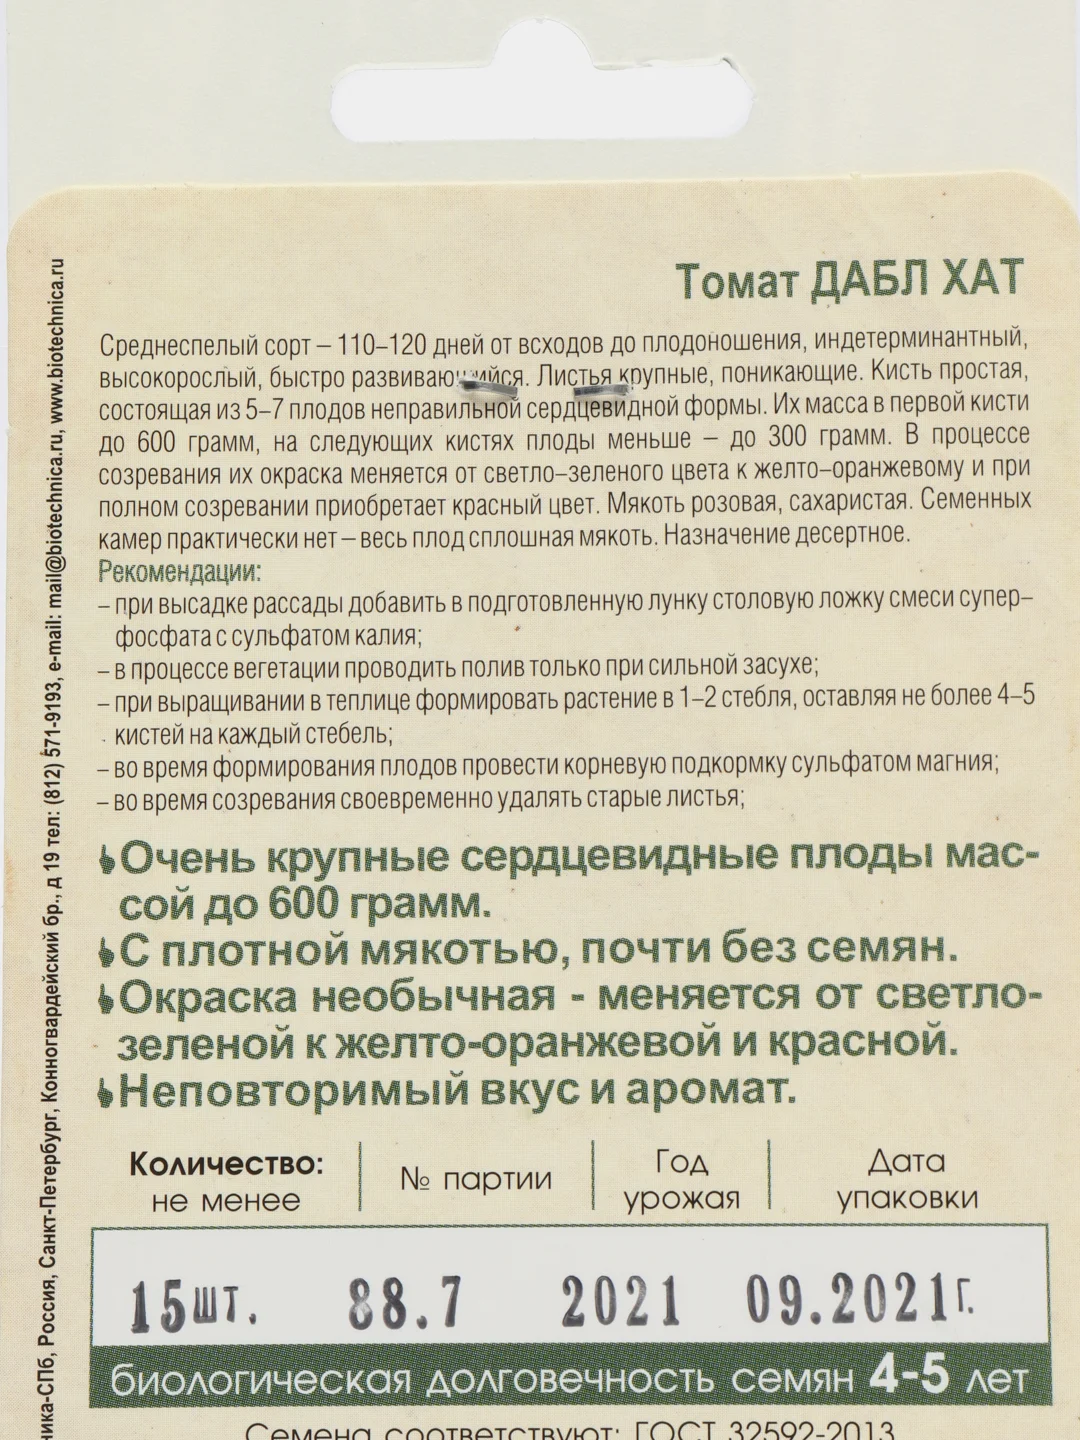 Томат ДАБЛ ХАТ
Среднеспелый сорт – 110–120 дней от всходов до плодоношения, индетерминантный,
высокорослый, быстро развивающийся. Листья крупные, поникающие. Кисть простая,
состоящая из 5–7 плодов неправильной сердцевидной формы. Их масса в первой кисти
до 600 грамм, на следующих кистях плоды меньше – до 300 грамм. В процессе
созревания их окраска меняется от светло–зеленого цвета к желто–оранжевому и при
полном созревании приобретает красный цвет. Мякоть розовая, сахаристая. Семенных
камер практически нет – весь плод сплошная мякоть. Назначение десертное.
Рекомендации:
– при высадке рассады добавить в подготовленную лунку столовую ложку смеси супер–
фосфата с сульфатом калия;
– в процессе вегетации проводить полив только при сильной засухе;
– при выращивании в теплице формировать растение в 1–2 стебля, оставляя не более 4–5
кистей на каждый стебель;
– во время формирования плодов провести корневую подкормку сульфатом магния;
– во время созревания своевременно удалять старые листья;
Очень крупные сердцевидные плоды мас-
сой до 600 грамм.
С плотной мякотью, почти без семян.
Окраска необычная - меняется от светло-
зеленой к желто-оранжевой и красной.
Неповторимый вкус и аромат.
Количество:
не менее
№ партии
Год
урожая
Дата
упаковки
15шт. 88.7 2021 09.2021г.
биологическая долговечность семян 4-5 лет
Семена соответствуют: ГОСТ 32592-2013
ника-СПб, Россия, Санкт-Петербург, Конногвардейский бр., д 19 тел: (812) 571-9193, e-mail: mail@biotechnica.ru, www.biotechnica.ru